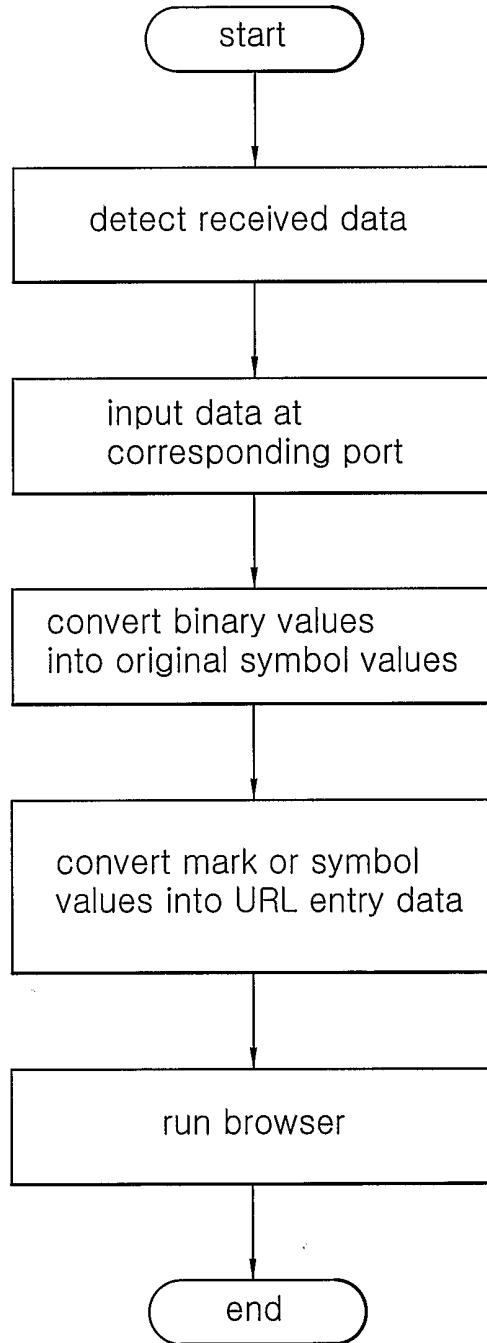 start
detect received data
input data at
corresponding port
convert binary values
into original symbol values
convert mark or symbol
values into URL entry data
run browser
end